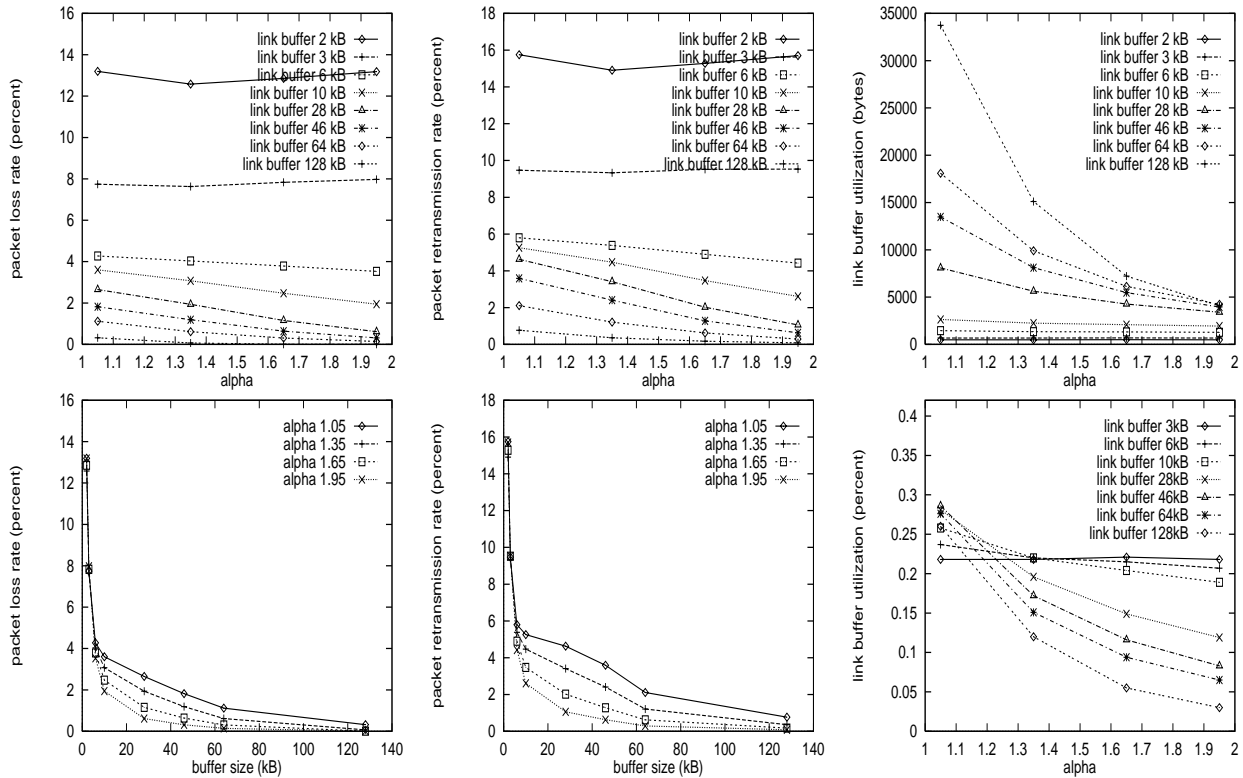 packet loss rate (percent)
16
14
12
10
8
6
4
2
0
link buffer 2 kB
link buffer 3 kB
link buffer 6 kB
link buffer 10 kB
link buffer 28 kB
link buffer 46 kB
link buffer 64 kB
link buffer 128 kB
1 1.1 1.2 1.3 1.4 1.5 1.6 1.7 1.8 1.9 2
alpha
packet retransmission rate (percent)
18
16
14
12
10
8
6
4
2
0
link buffer 2 kB
link buffer 3 kB
link buffer 6 kB
link buffer 10 kB
link buffer 28 kB
link buffer 46 kB
link buffer 64 kB
link buffer 128 kB
1 1.1 1.2 1.3 1.4 1.5 1.6 1.7 1.8 1.9 2
alpha
link buffer utilization (bytes)
35000
30000
25000
20000
15000
10000
5000
0
link buffer 2 kB
link buffer 3 kB
link buffer 6 kB
link buffer 10 kB
link buffer 28 kB
link buffer 46 kB
link buffer 64 kB
link buffer 128 kB
1 1.1 1.2 1.3 1.4 1.5 1.6 1.7 1.8 1.9 2
alpha
packet loss rate (percent)
16
14
12
10
8
6
4
2
0
alpha 1.05
alpha 1.35
alpha 1.65
alpha 1.95
0 20 40 60 80 100 120 140
buffer size (kB)
packet retransmission rate (percent)
18
16
14
12
10
8
6
4
2
0
alpha 1.05
alpha 1.35
alpha 1.65
alpha 1.95
0 20 40 60 80 100 120 140
buffer size (kB)
link buffer utilization (percent)
0.4
0.35
0.3
0.25
0.2
0.15
0.1
0.05
0
link buffer 3kB
link buffer 6kB
link buffer 10kB
link buffer 28kB
link buffer 46kB
link buffer 64kB
link buffer 128kB
1 1.1 1.2 1.3 1.4 1.5 1.6 1.7 1.8 1.9 2
alpha